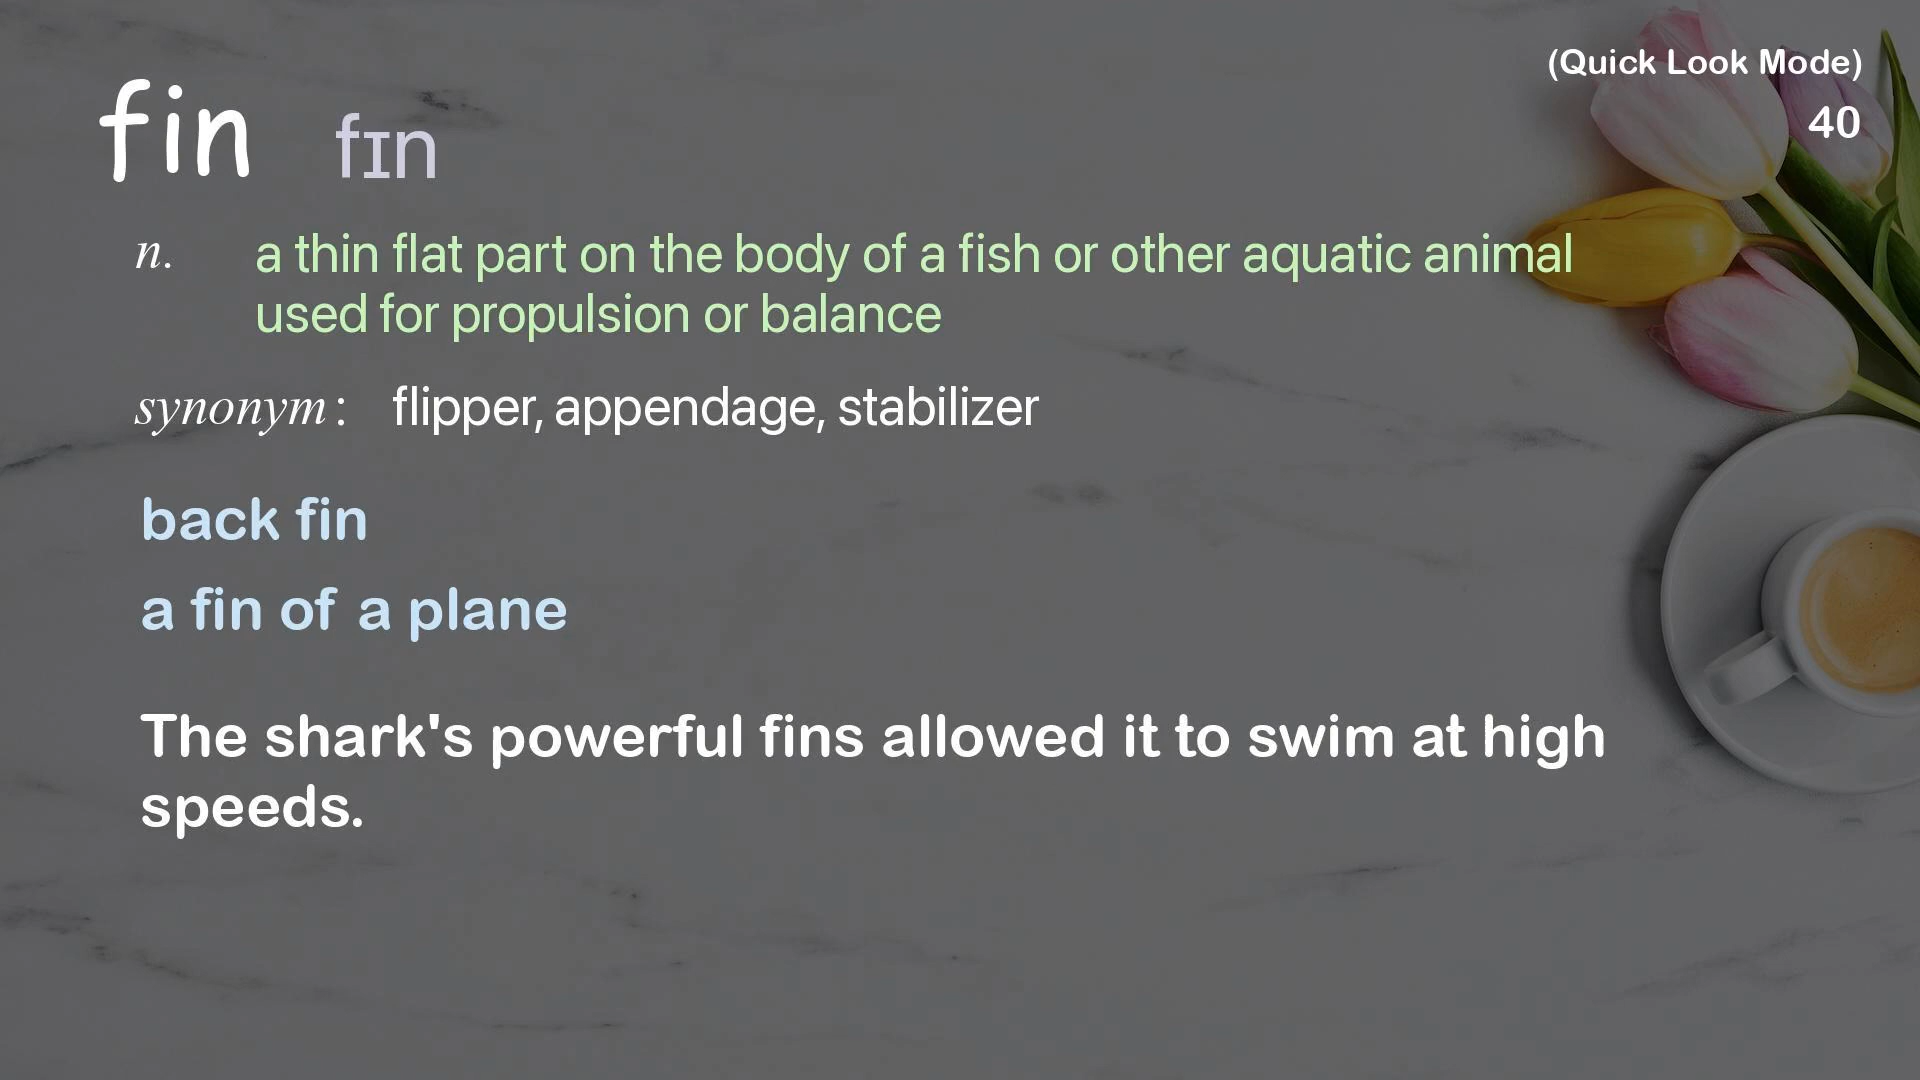 (Quick Look Mode)
40
fin fɪn
n. a thin flat part on the body of a fish or other aquatic animal
used for propulsion or balance
synonym: flipper, appendage, stabilizer
back fin
a fin of a plane
The shark's powerful fins allowed it to swim at high
speeds.